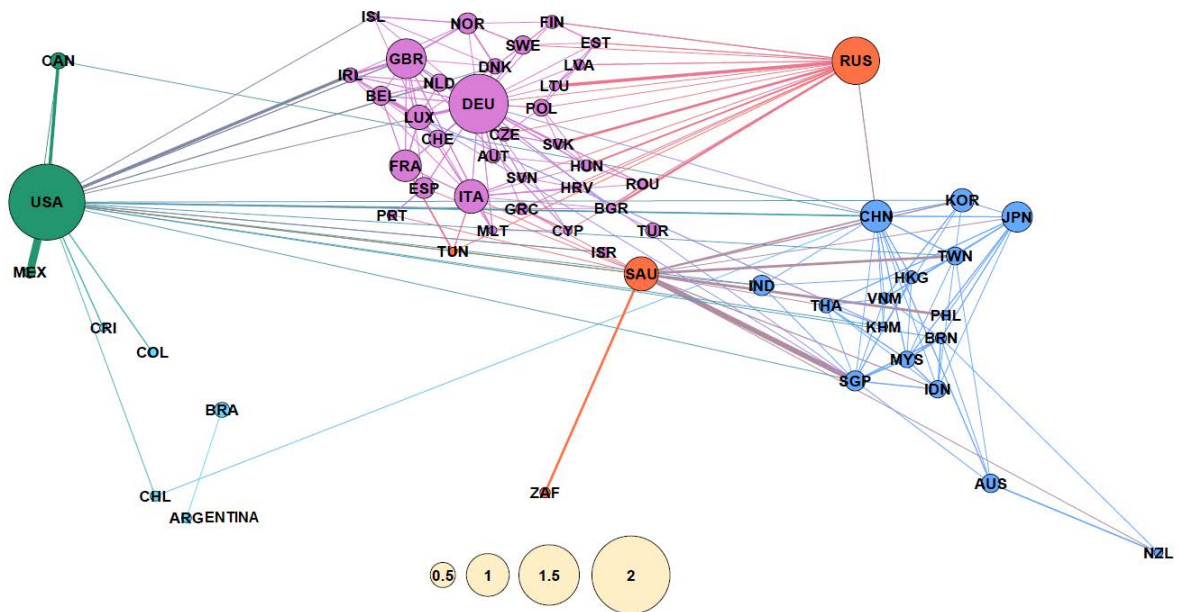 ISL
NOR
FIN
CAN
GBR
SWE
EST
RUS
IRL
DNK
LVA
BEL
NLD
DEU
LTU
LUX
POL
CHE
CZE
SVK
FRA
AUT
HUN
ESP
SVN
HRV
ROU
USA
ITA
PRT
GRC
BGR
CHN
KOR
JPN
MLT
CYP
TUR
TUN
ISR
TWN
MEX
SAU
IND
HKG
THA
VNM
PHL
CRI
KHM
BRN
COL
MYS
SGP
IDN
BRA
CHL
ZAF
AUS
ARGENTINA
NZL
0.5
1
1.5
2